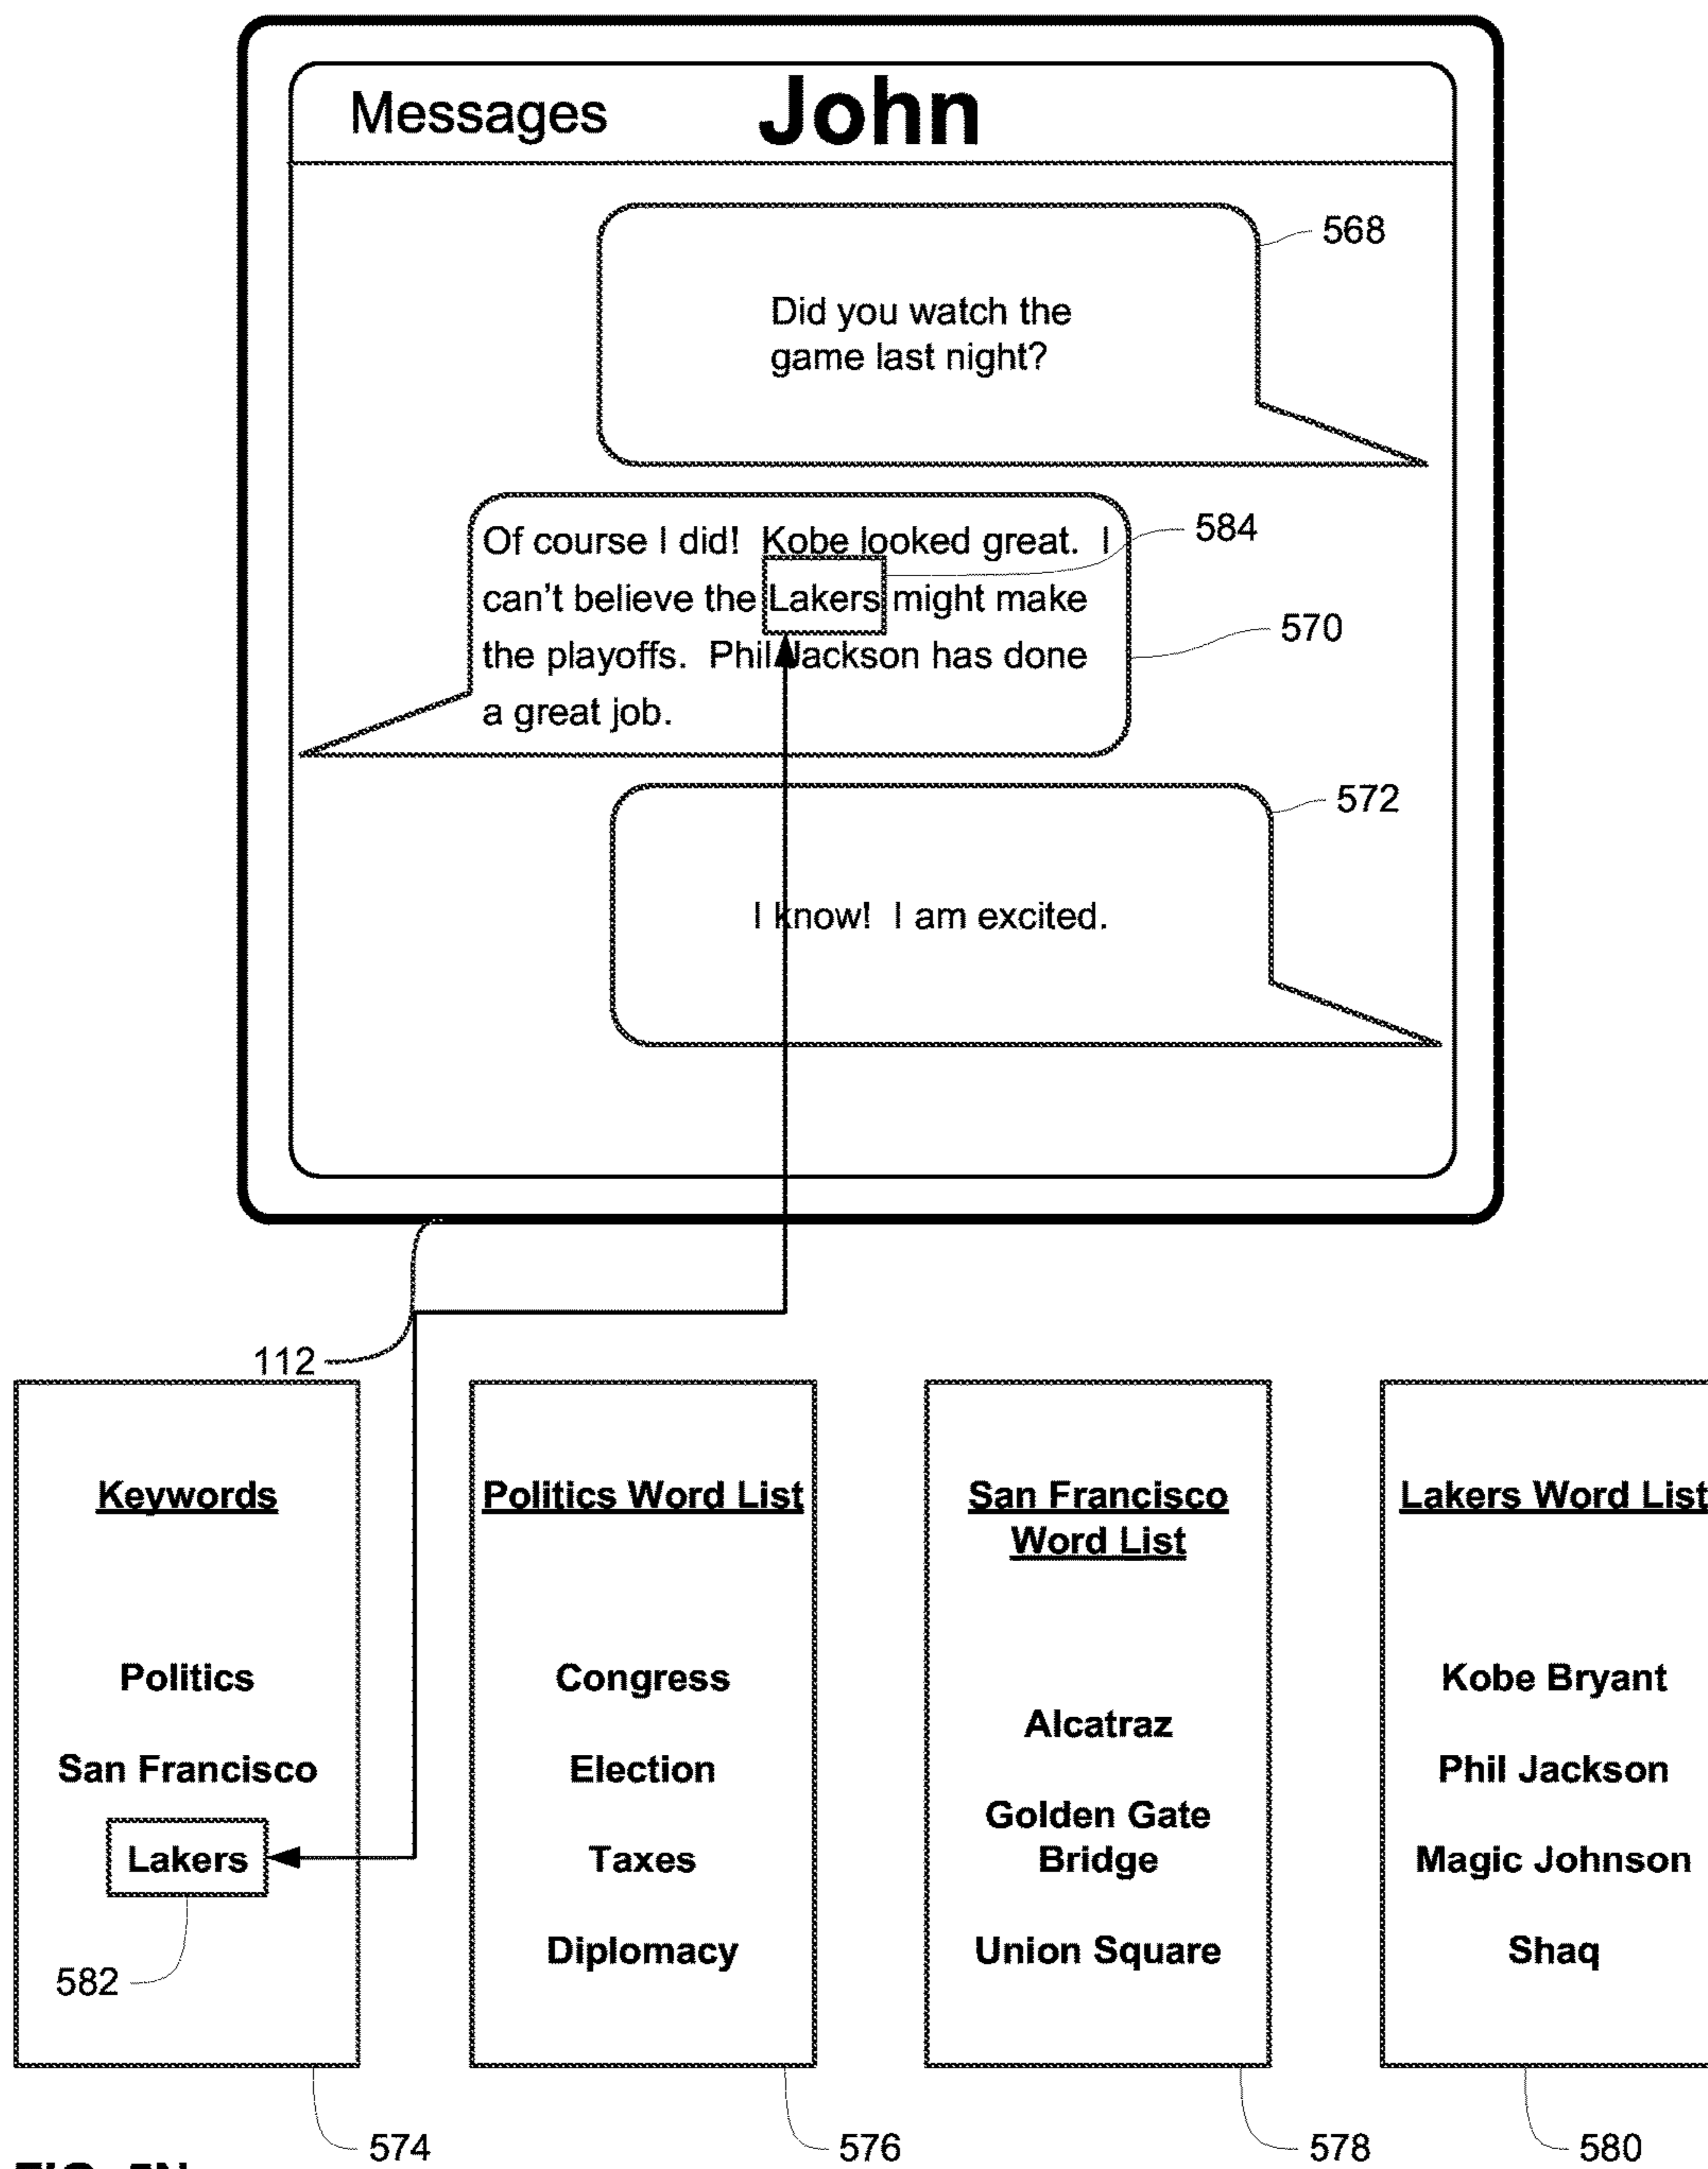 Messages John
568
Did you watch the
game last night?
584
Of course I did! Kobe looked great. I
can't believe the Lakers might make
the playoffs. Phil Jackson has done
a great job.
570
572
I know! I am excited.
112
Keywords
Politics
San Francisco
Lakers
582
574
Politics Word List
Congress
Election
Taxes
Diplomacy
576
San Francisco
Word List
Alcatraz
Golden Gate
Bridge
Union Square
578
Lakers Word List
Kobe Bryant
Phil Jackson
Magic Johnson
Shaq
580